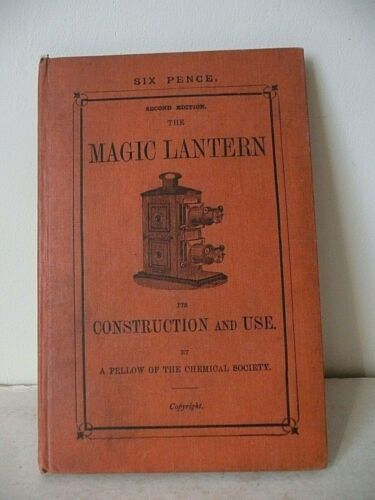 SIX PENCE.
SECOND EDITION.
THE
MAGIC LANTERN
ITS
CONSTRUCTION AND USE.
BY
A FELLOW OF THE CHEMICAL SOCIETY.
Copyright.